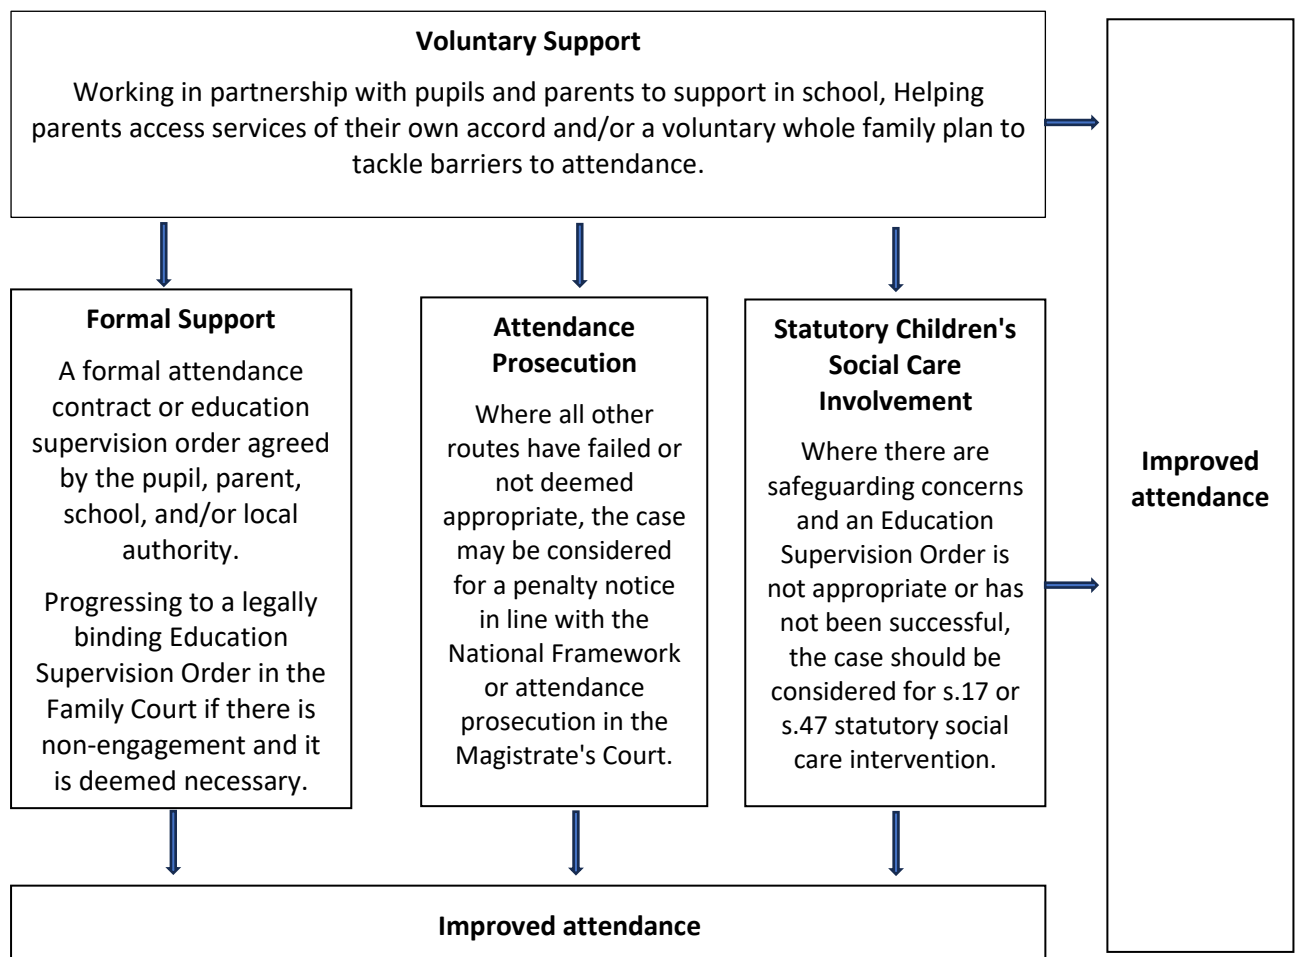 Voluntary Support
Working in partnership with pupils and parents to support in school, Helping
parents access services of their own accord and/or a voluntary whole family plan to
tackle barriers to attendance.
Formal Support
A formal attendance
contract or education
supervision order agreed
by the pupil, parent,
school, and/or local
authority.
Progressing to a legally
binding Education
Supervision Order in the
Family Court if there is
non-engagement and it
is deemed necessary.
Attendance
Prosecution
Where all other
routes have failed or
not deemed
appropriate, the case
may be considered
for a penalty notice
in line with the
National Framework
or attendance
prosecution in the
Magistrate's Court.
Statutory Children's
Social Care
Involvement
Where there are
safeguarding concerns
and an Education
Supervision Order is
not appropriate or has
not been successful,
the case should be
considered for s.17 or
s.47 statutory social
care intervention.
Improved
attendance
Improved attendance